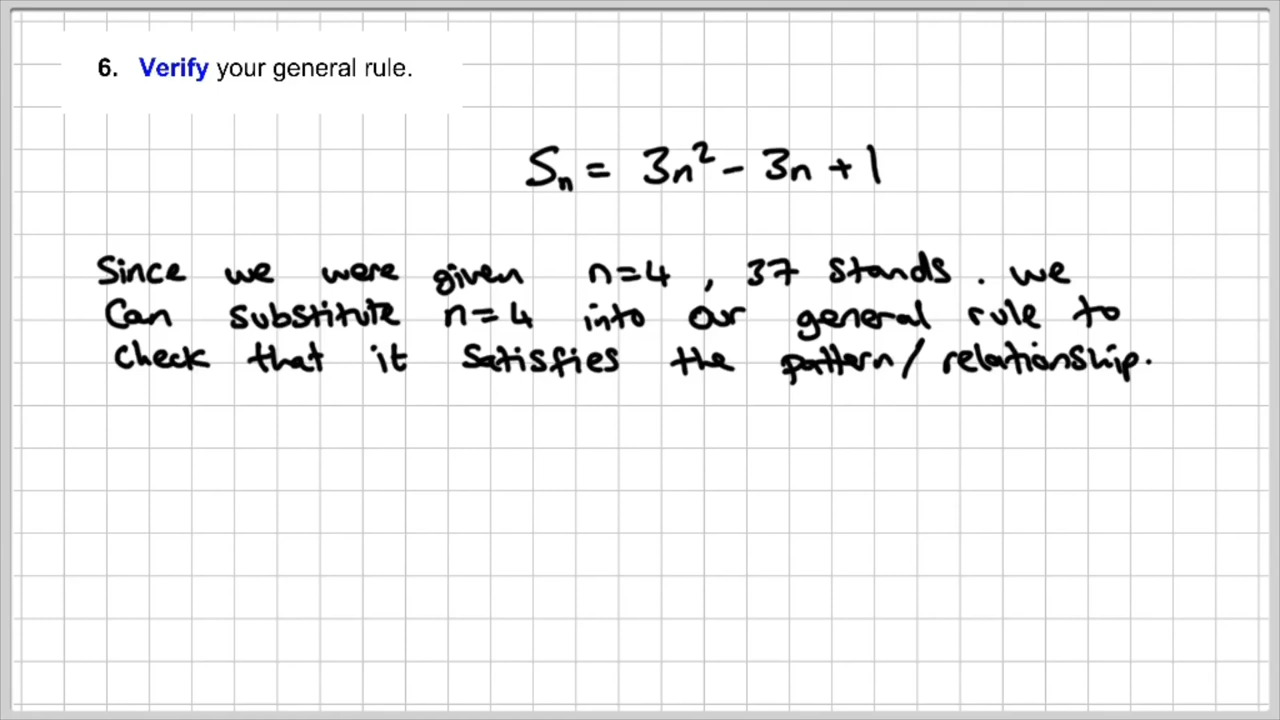 6. Verify your general rule.
Sₙ = 3n² - 3n + 1
Since we were given n=4, 37 stands. we
Can substitute n=4 into our general rule to
check that it satisfies the pattern/relationship.